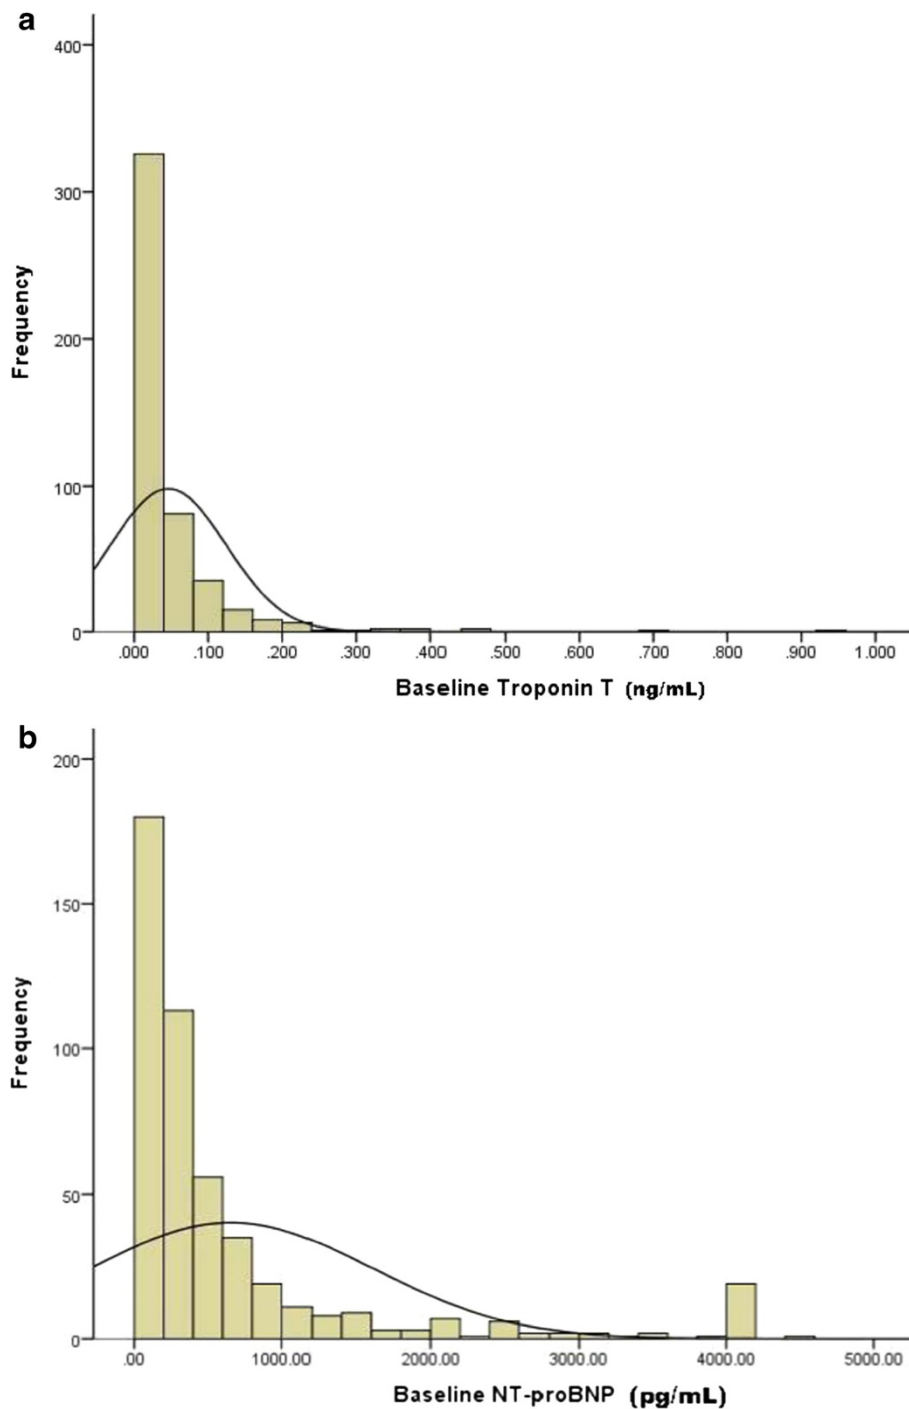 a
400
300
200
100
0
Frequency
.000 .100 .200 .300 .400 .500 .600 .700 .800 .900 1.000
Baseline Troponin T (ng/mL)
b
200
150
100
50
0
Frequency
.00 1000.00 2000.00 3000.00 4000.00 5000.00
Baseline NT-proBNP (pg/mL)